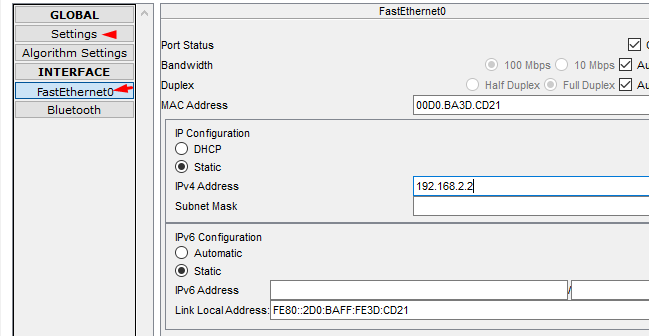 GLOBAL
Settings
Algorithm Settings
INTERFACE
FastEthernet0
Bluetooth
FastEthernet0
Port Status
Bandwidth 100 Mbps 10 Mbps Au
Duplex Half Duplex Full Duplex Au
MAC Address 00D0.BA3D.CD21
IP Configuration
DHCP
Static
IPv4 Address 192.168.2.2
Subnet Mask
IPv6 Configuration
Automatic
Static
IPv6 Address /
Link Local Address: FE80::2D0:BAFF:FE3D:CD21